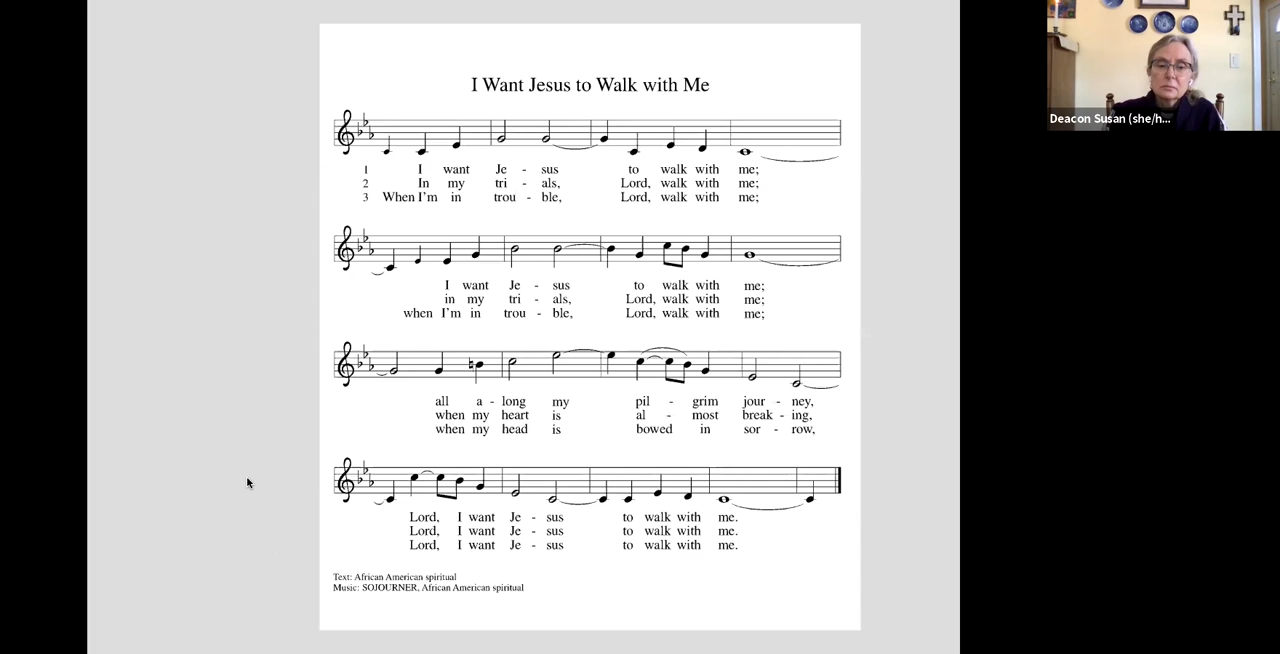 I Want Jesus to Walk with Me
1 I want Je - sus to walk with me;
2 In my tri - als, Lord, walk with me;
3 When I'm in trou - ble, Lord, walk with me;
I want Je - sus to walk with me;
in my tri - als, Lord, walk with me;
when I'm in trou - ble, Lord, walk with me;
all a - long my pil - grim jour - ney,
when my heart is al - most break - ing,
when my head is bowed in sor - row,
Lord, I want Je - sus to walk with me.
Lord, I want Je - sus to walk with me.
Lord, I want Je - sus to walk with me.
Text: African American spiritual
Music: SOJOURNER, African American spiritual
Deacon Susan (she/h...